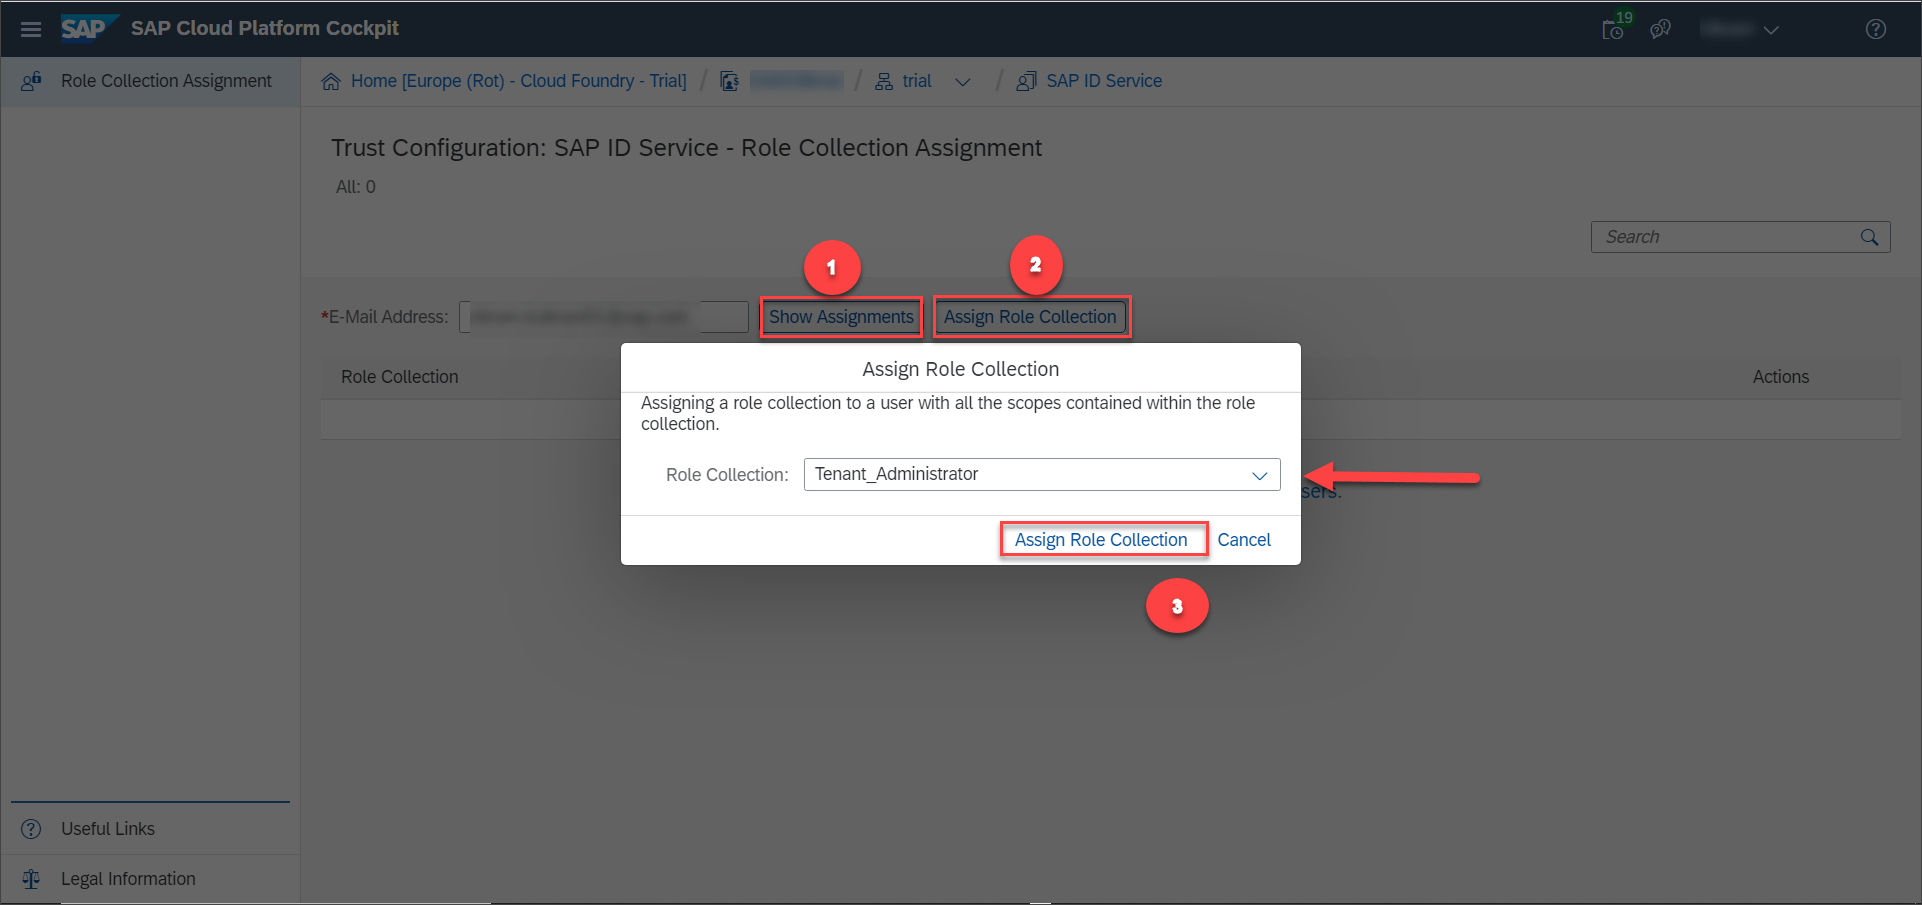 SAP SAP Cloud Platform Cockpit
19
Role Collection Assignment
Home [Europe (Rot) - Cloud Foundry - Trial] / / trial / SAP ID Service
Trust Configuration: SAP ID Service - Role Collection Assignment
All: 0
Search
1
2
*E-Mail Address:
Show Assignments
Assign Role Collection
Role Collection
Actions
Assign Role Collection
Assigning a role collection to a user with all the scopes contained within the role
collection.
Role Collection: Tenant_Administrator
sers.
Assign Role Collection Cancel
3
Useful Links
Legal Information